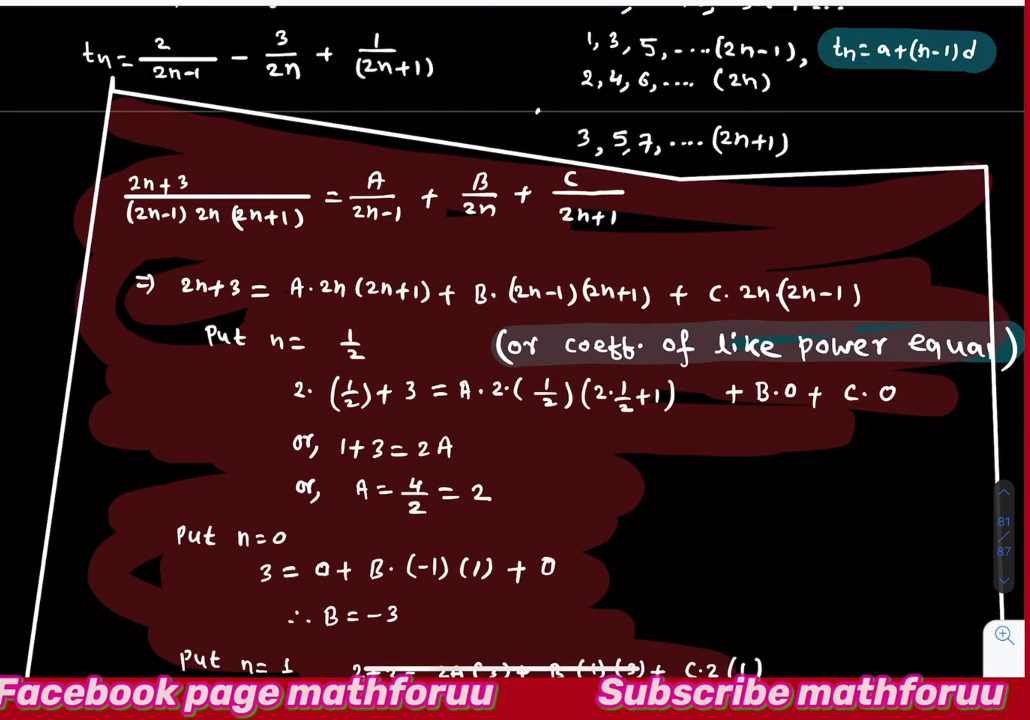 tn = 2/(2n-1) - 3/2n + 1/(2n+1)
1, 3, 5, ....(2n-1), tn = a+(n-1)d
2, 4, 6, .... (2n)
3, 5, 7, .... (2n+1)
(2n+3)/((2n-1) 2n (2n+1)) = A/(2n-1) + B/2n + C/(2n+1)
⇒ 2n+3 = A·2n(2n+1) + B·(2n-1)(2n+1) + C·2n(2n-1)
Put n = 1/2 (or coeff. of like power equal)
2·(1/2)+3 = A·2·(1/2)(2·1/2+1) + B·0 + C·0
or, 1+3 = 2A
or, A = 4/2 = 2
Put n=0
3 = 0+ B·(-1)(1) + 0
∴ B = -3
Put n=1
+ C·2(1)
81
/
87
Facebook page mathforuu
Subscribe mathforuu